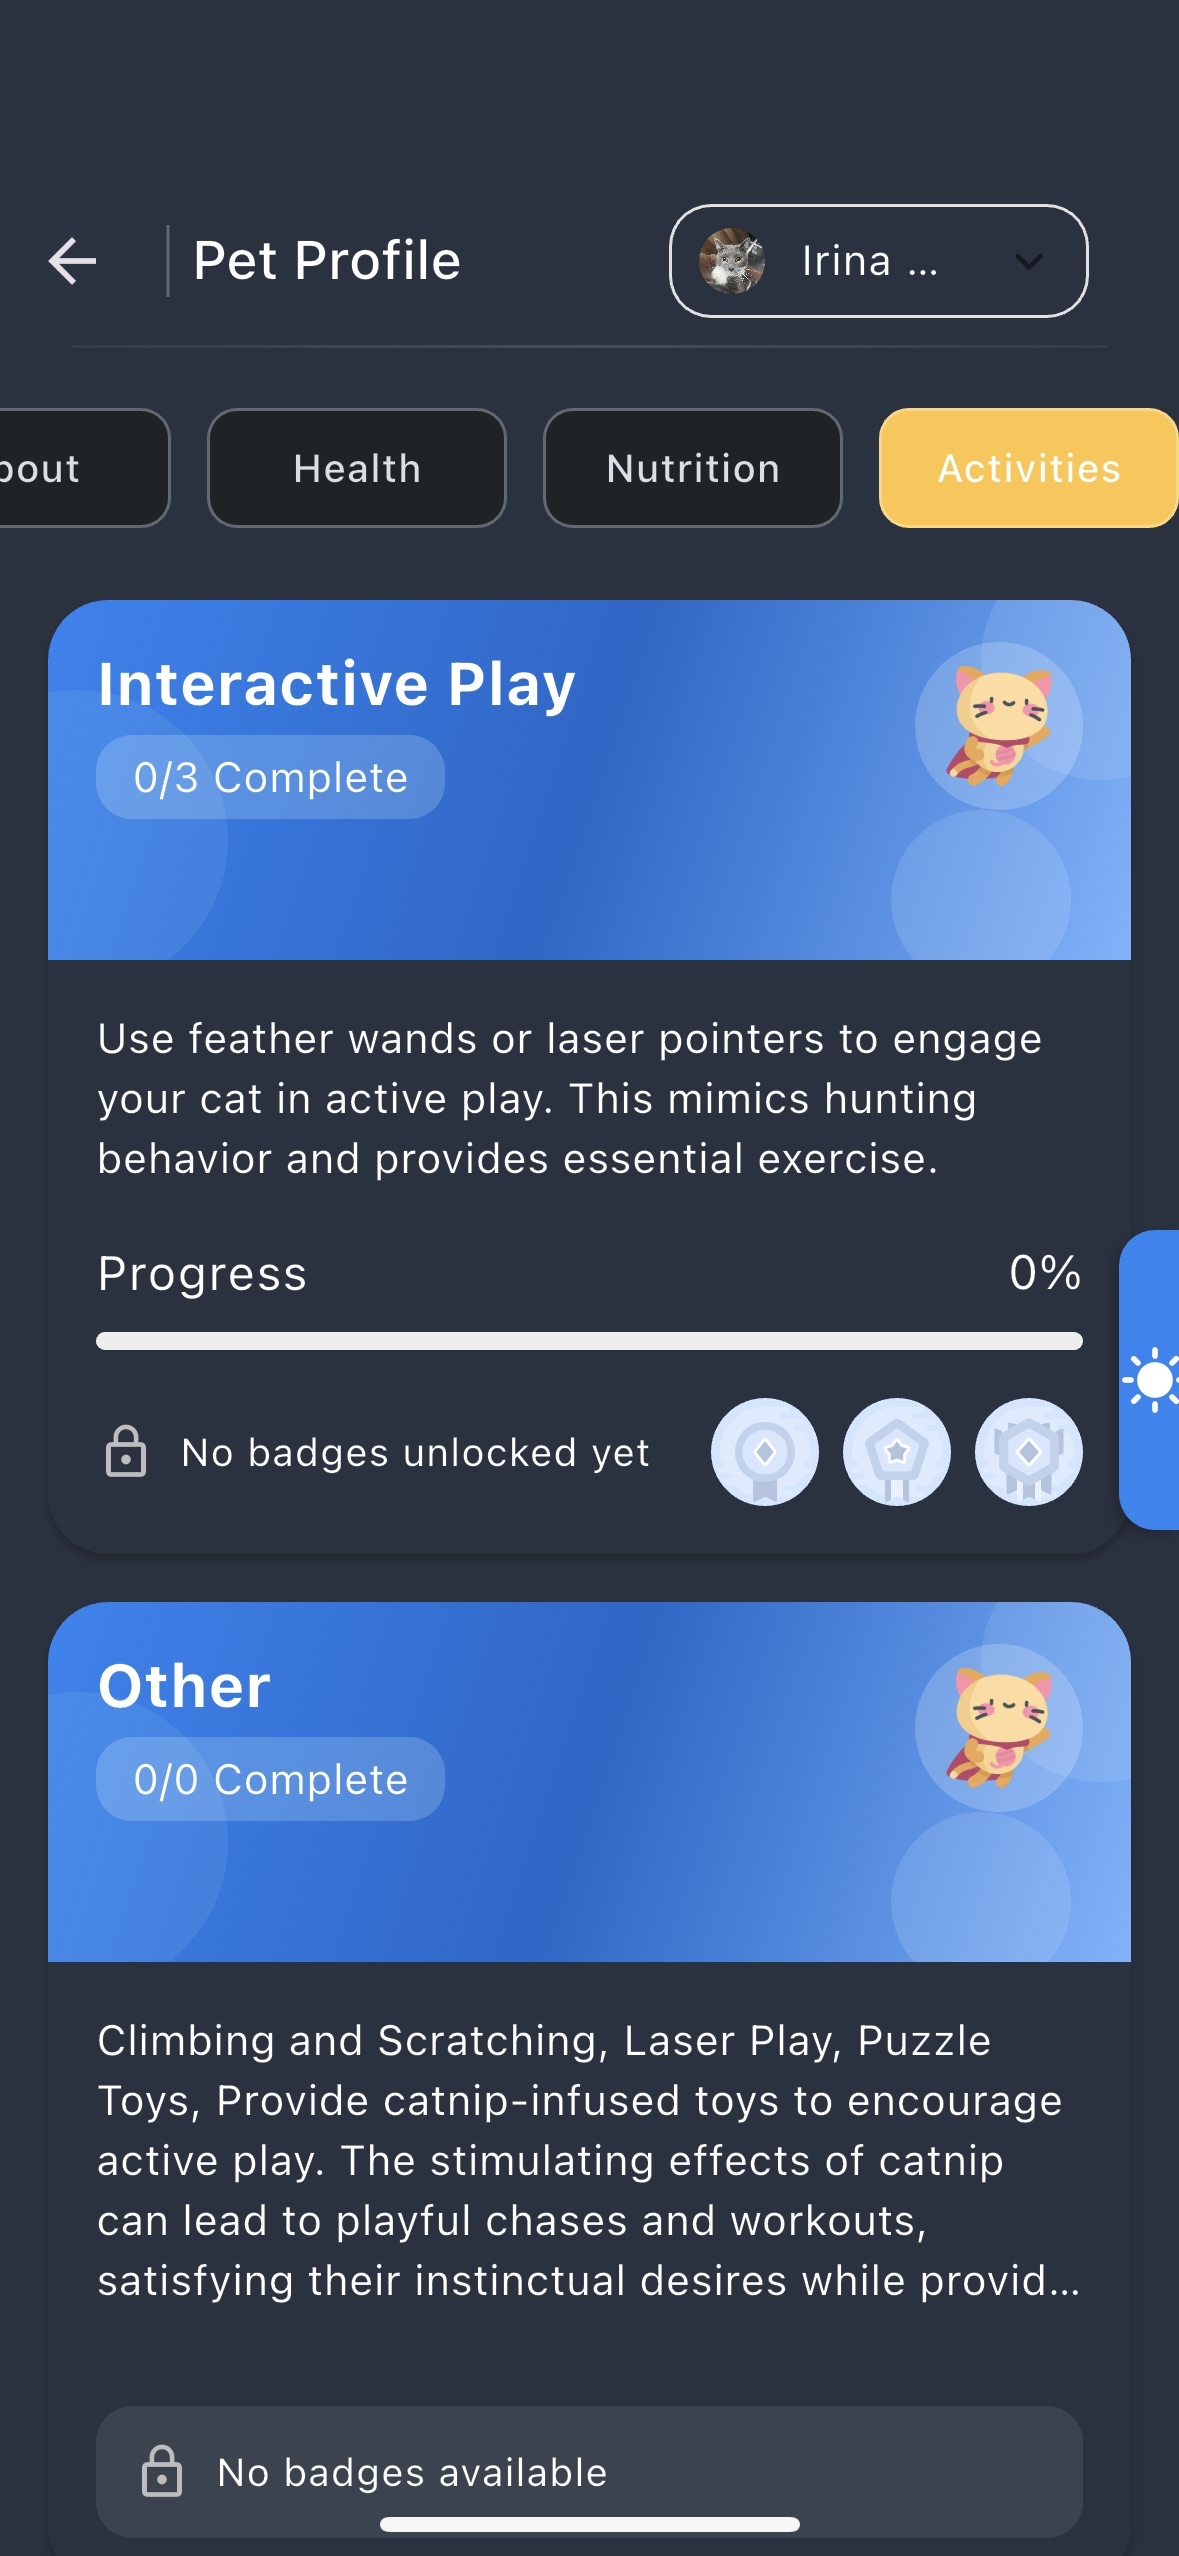 Pet Profile
Irina ...
bout
Health
Nutrition
Activities
Interactive Play
0/3 Complete
Use feather wands or laser pointers to engage
your cat in active play. This mimics hunting
behavior and provides essential exercise.
Progress
0%
No badges unlocked yet
Other
0/0 Complete
Climbing and Scratching, Laser Play, Puzzle
Toys, Provide catnip-infused toys to encourage
active play. The stimulating effects of catnip
can lead to playful chases and workouts,
satisfying their instinctual desires while provid...
No badges available